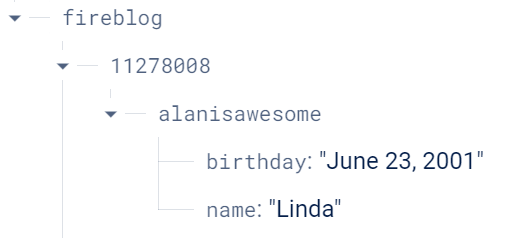 fireblog
11278008
alanisawesome
birthday: "June 23, 2001"
name: "Linda"